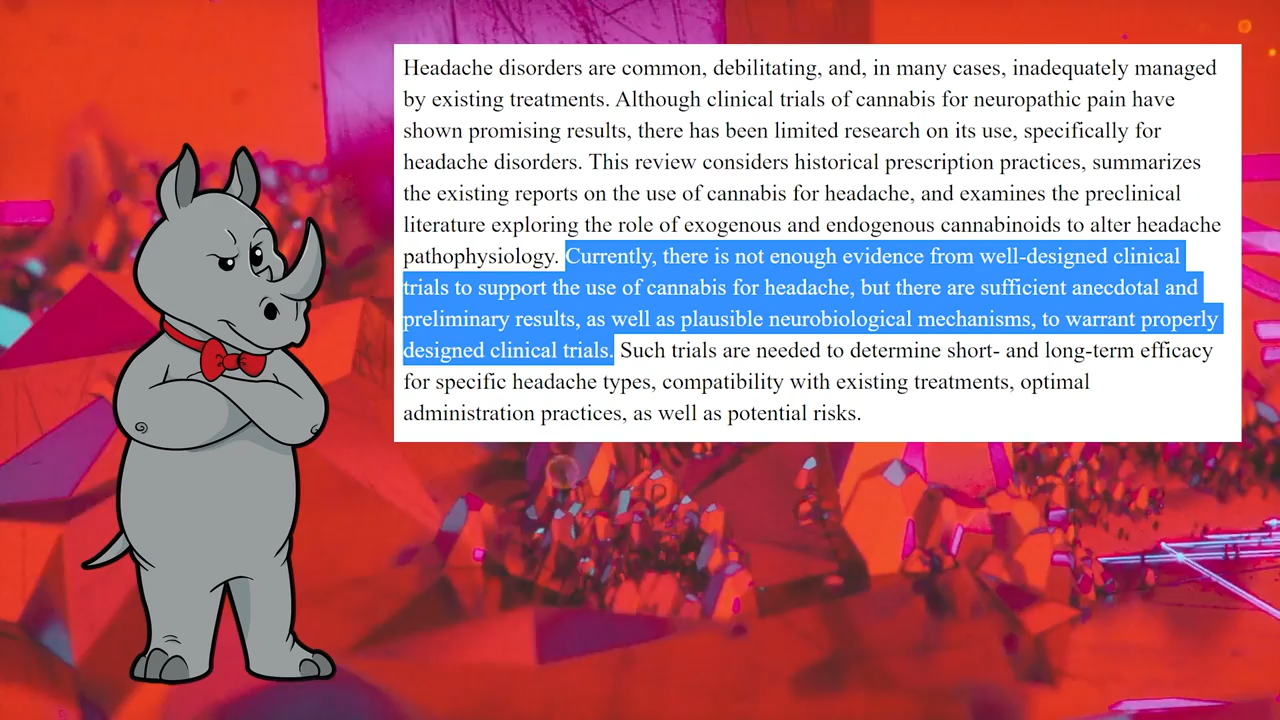 Headache disorders are common, debilitating, and, in many cases, inadequately managed
by existing treatments. Although clinical trials of cannabis for neuropathic pain have
shown promising results, there has been limited research on its use, specifically for
headache disorders. This review considers historical prescription practices, summarizes
the existing reports on the use of cannabis for headache, and examines the preclinical
literature exploring the role of exogenous and endogenous cannabinoids to alter headache
pathophysiology. Currently, there is not enough evidence from well-designed clinical
trials to support the use of cannabis for headache, but there are sufficient anecdotal and
preliminary results, as well as plausible neurobiological mechanisms, to warrant properly
designed clinical trials. Such trials are needed to determine short- and long-term efficacy
for specific headache types, compatibility with existing treatments, optimal
administration practices, as well as potential risks.